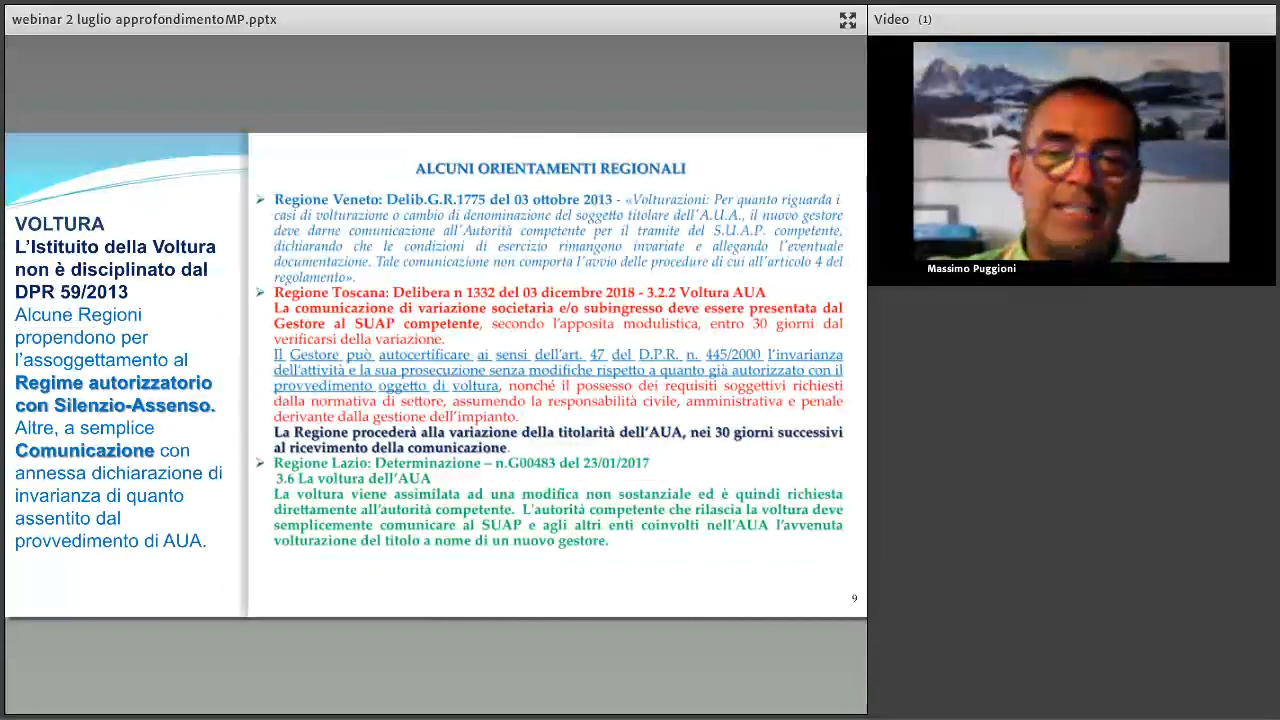 webinar 2 luglio approfondimentoMP.pptx
Video (1)
Massimo Puggioni
VOLTURA
L'Istituito della Voltura
non è disciplinato dal
DPR 59/2013
Alcune Regioni
propendono per
l'assoggettamento al
Regime autorizzatorio
con Silenzio-Assenso.
Altre, a semplice
Comunicazione con
annessa dichiarazione di
invarianza di quanto
assentito dal
provvedimento di AUA.
ALCUNI ORIENTAMENTI REGIONALI
Regione Veneto: Delib.G.R.1775 del 03 ottobre 2013 - «Volturazioni: Per quanto riguarda i
casi di volturazione o cambio di denominazione del soggetto titolare dell'A.U.A., il nuovo gestore
deve darne comunicazione all'Autorità competente per il tramite del S.U.A.P. competente,
dichiarando che le condizioni di esercizio rimangono invariate e allegando l'eventuale
documentazione. Tale comunicazione non comporta l'avvio delle procedure di cui all'articolo 4 del
regolamento».
Regione Toscana: Delibera n 1332 del 03 dicembre 2018 - 3.2.2 Voltura AUA
La comunicazione di variazione societaria e/o subingresso deve essere presentata dal
Gestore al SUAP competente, secondo l'apposita modulistica, entro 30 giorni dal
verificarsi della variazione.
Il Gestore può autocertificare ai sensi dell'art. 47 del D.P.R. n. 445/2000 l'invarianza
dell'attività e la sua prosecuzione senza modifiche rispetto a quanto già autorizzato con il
provvedimento oggetto di voltura, nonché il possesso dei requisiti soggettivi richiesti
dalla normativa di settore, assumendo la responsabilità civile, amministrativa e penale
derivante dalla gestione dell'impianto.
La Regione procederà alla variazione della titolarità dell'AUA, nei 30 giorni successivi
al ricevimento della comunicazione.
Regione Lazio: Determinazione – n.G00483 del 23/01/2017
3.6 La voltura dell'AUA
La voltura viene assimilata ad una modifica non sostanziale ed è quindi richiesta
direttamente all'autorità competente. L'autorità competente che rilascia la voltura deve
semplicemente comunicare al SUAP e agli altri enti coinvolti nell'AUA l'avvenuta
volturazione del titolo a nome di un nuovo gestore.
9